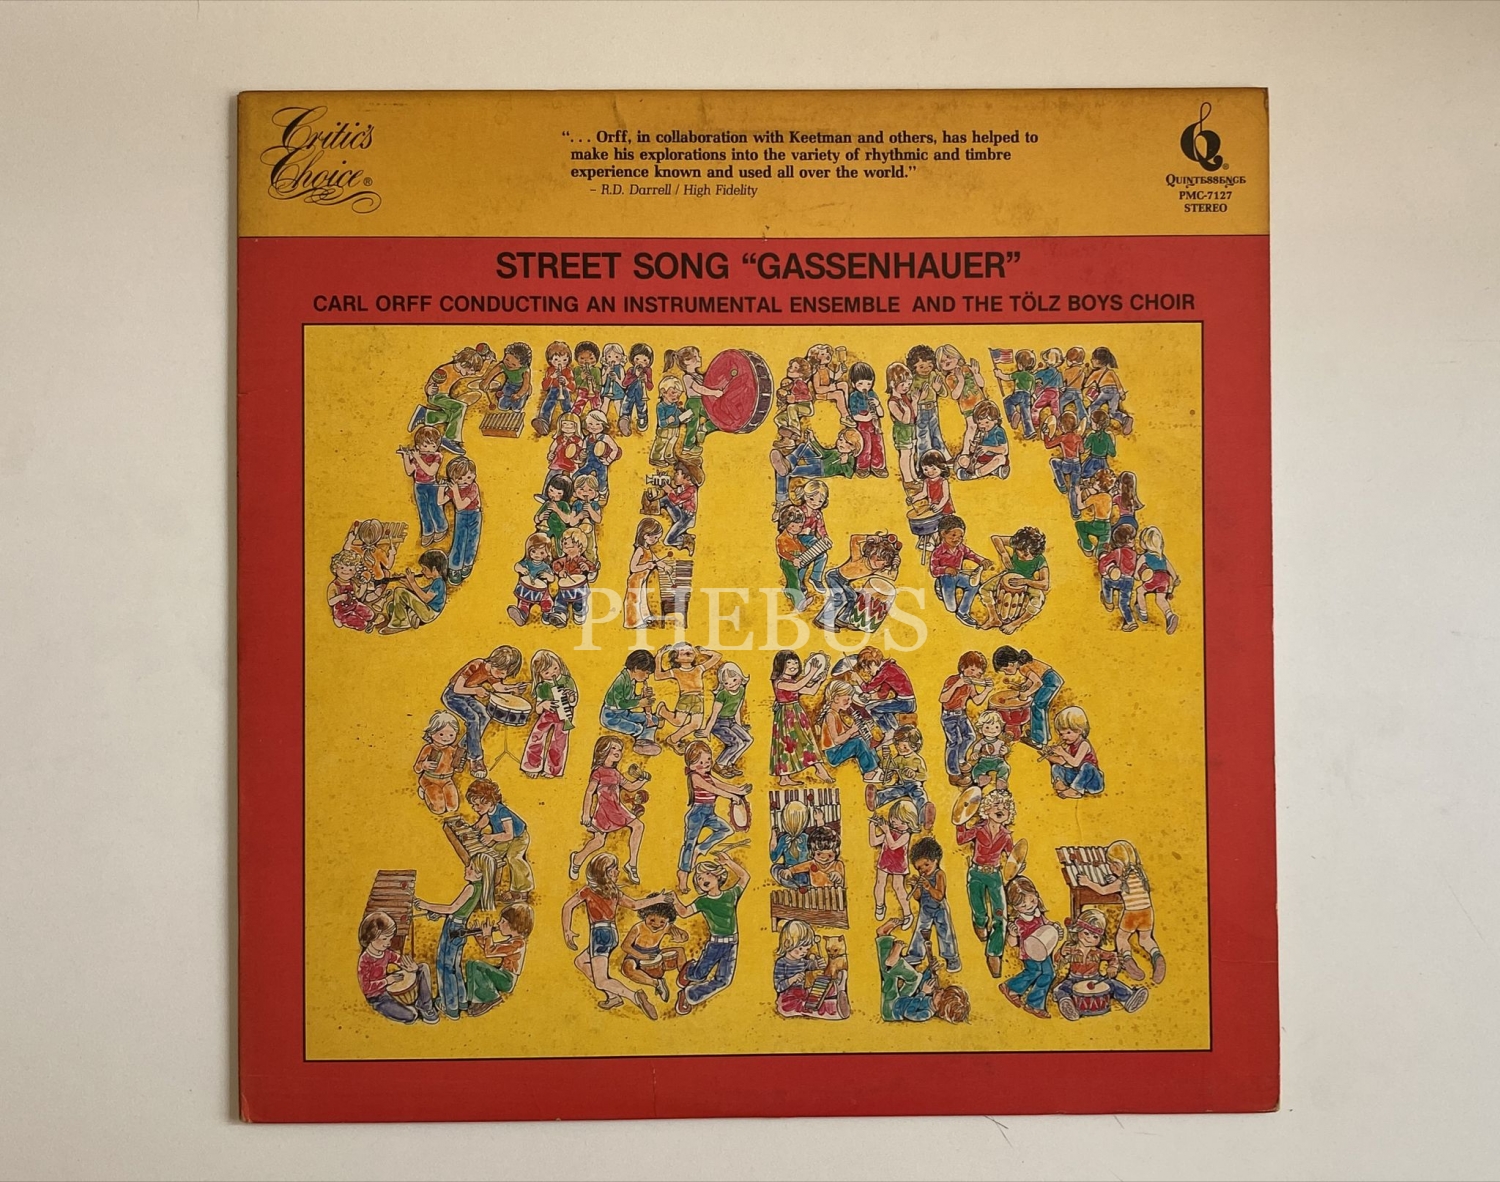 Critic's
Choice®
“. . . Orff, in collaboration with Keetman and others, has helped to
make his explorations into the variety of rhythmic and timbre
experience known and used all over the world.”
– R.D. Darrell / High Fidelity
QUINTESSENCE®
PMC-7127
STEREO
STREET SONG “GASSENHAUER”
CARL ORFF CONDUCTING AN INSTRUMENTAL ENSEMBLE AND THE TÖLZ BOYS CHOIR
STREET
PHEBUS
SONG